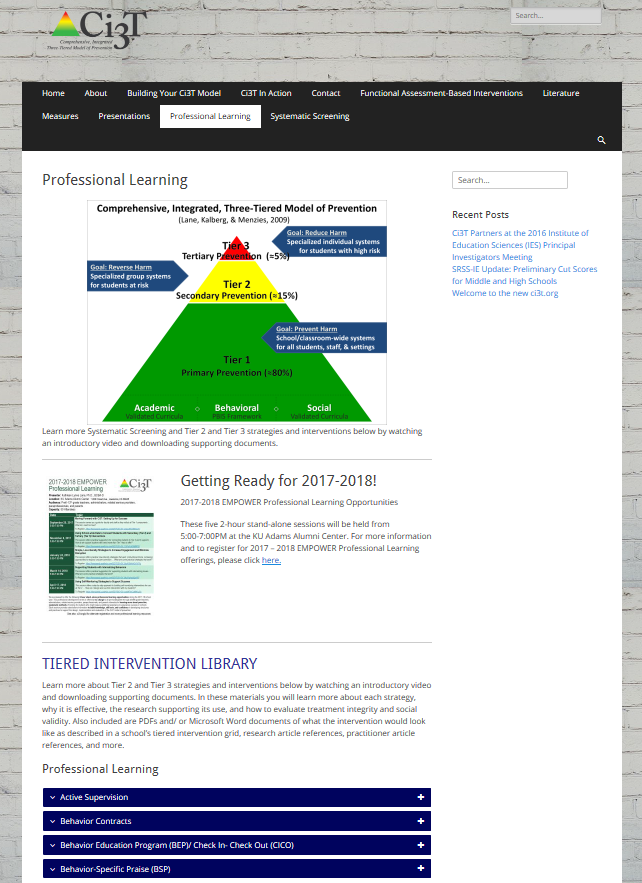 Ci3T
Comprehensive, Integrated
Three-Tiered Model of Prevention
Search...
Home About Building Your Ci3T Model Ci3T In Action Contact Functional Assessment-Based Interventions Literature
Measures Presentations Professional Learning Systematic Screening
Professional Learning
Comprehensive, Integrated, Three-Tiered Model of Prevention
(Lane, Kalberg, & Menzies, 2009)
Goal: Reduce Harm
Specialized individual systems
for students with high risk
Tier 3
Tertiary Prevention (≈5%)
Goal: Reverse Harm
Specialized group systems
for students at risk
Tier 2
Secondary Prevention (≈15%)
Goal: Prevent Harm
School/classroom-wide systems
for all students, staff, & settings
Tier 1
Primary Prevention (≈80%)
Academic ○ Behavioral ○ Social
Validated Curricula PBIS Framework Validated Curricula
Learn more Systematic Screening and Tier 2 and Tier 3 strategies and interventions below by watching
an introductory video and downloading supporting documents.
Search...
Recent Posts
Ci3T Partners at the 2016 Institute of
Education Sciences (IES) Principal
Investigators Meeting
SRSS-IE Update: Preliminary Cut Scores
for Middle and High Schools
Welcome to the new ci3t.org
2017-2018 EMPOWER
Professional Learning
Ci3T
Getting Ready for 2017-2018!
2017-2018 EMPOWER Professional Learning Opportunities
These five 2-hour stand-alone sessions will be held from
5:00-7:00PM at the KU Adams Alumni Center. For more information
and to register for 2017 – 2018 EMPOWER Professional Learning
offerings, please click here.
TIERED INTERVENTION LIBRARY
Learn more about Tier 2 and Tier 3 strategies and interventions below by watching an introductory video
and downloading supporting documents. In these materials you will learn more about each strategy,
why it is effective, the research supporting its use, and how to evaluate treatment integrity and social
validity. Also included are PDFs and/ or Microsoft Word documents of what the intervention would look
like as described in a school's tiered intervention grid, research article references, practitioner article
references, and more.
Professional Learning
Active Supervision
Behavior Contracts
Behavior Education Program (BEP)/ Check In- Check Out (CICO)
Behavior-Specific Praise (BSP)